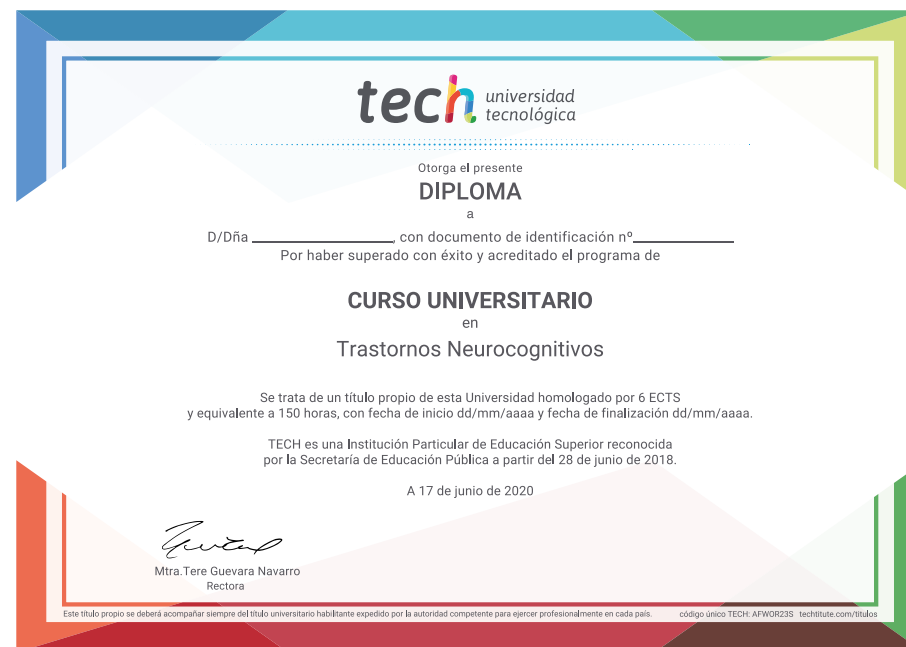 tech universidad
tecnológica
Otorga el presente
DIPLOMA
a
D/Dña ____________________, con documento de identificación nº______________
Por haber superado con éxito y acreditado el programa de
CURSO UNIVERSITARIO
en
Trastornos Neurocognitivos
Se trata de un título propio de esta Universidad homologado por 6 ECTS
y equivalente a 150 horas, con fecha de inicio dd/mm/aaaa y fecha de finalización dd/mm/aaaa.
TECH es una Institución Particular de Educación Superior reconocida
por la Secretaría de Educación Pública a partir del 28 de junio de 2018.
A 17 de junio de 2020
Mtra.Tere Guevara Navarro
Rectora
Este título propio se deberá acompañar siempre del título universitario habilitante expedido por la autoridad competente para ejercer profesionalmente en cada país. código único TECH: AFWOR23S techtitute.com/titulos